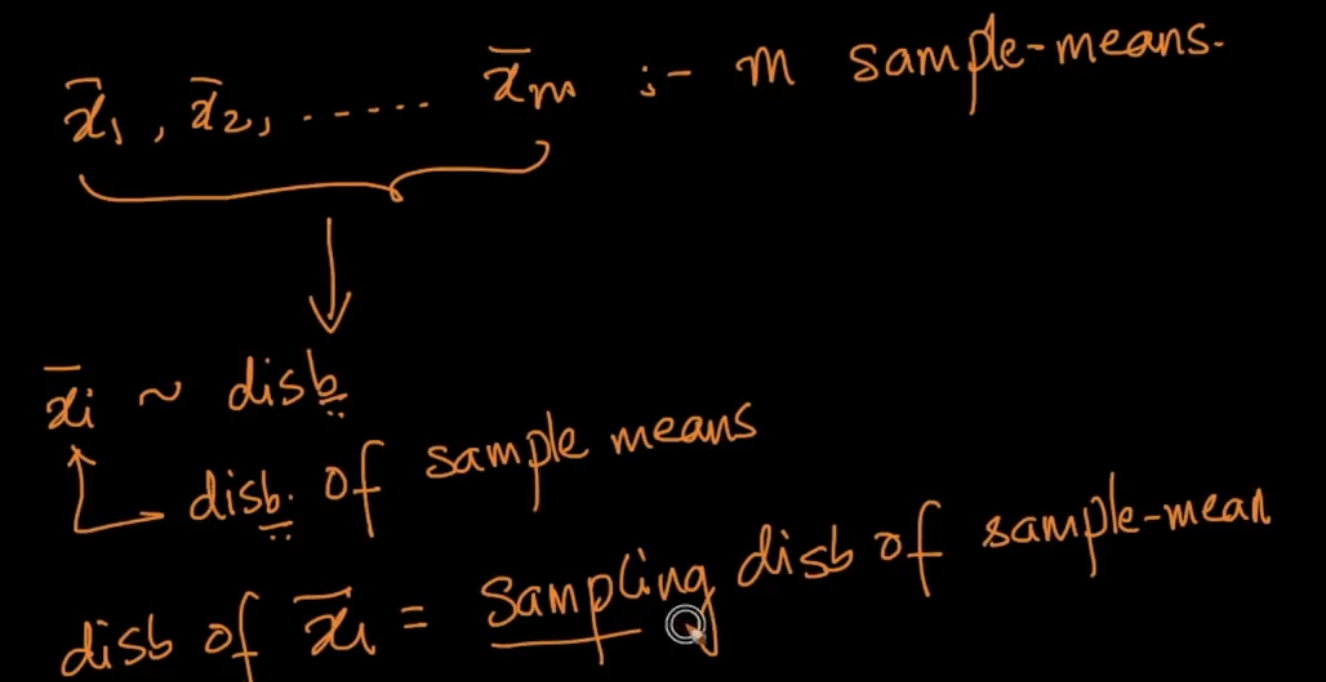 x̄₁, x̄₂, ...... x̄ₘ :- m sample-means.
x̄ᵢ ~ disb
disb. of sample means
disb of x̄ᵢ = Sampling disb of sample-mean